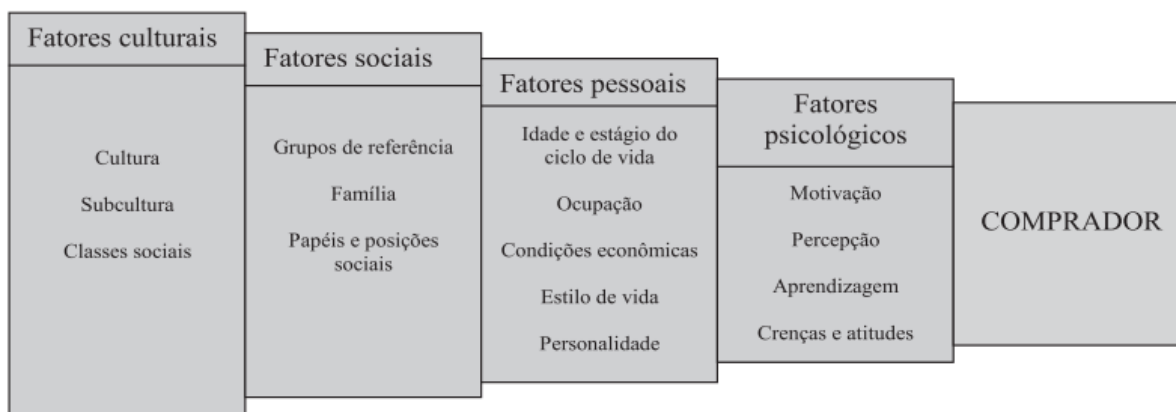 Fatores culturais
Cultura
Subcultura
Classes sociais
Fatores sociais
Grupos de referência
Família
Papéis e posições
sociais
Fatores pessoais
Idade e estágio do
ciclo de vida
Ocupação
Condições econômicas
Estilo de vida
Personalidade
Fatores
psicológicos
Motivação
Percepção
Aprendizagem
Crenças e atitudes
COMPRADOR